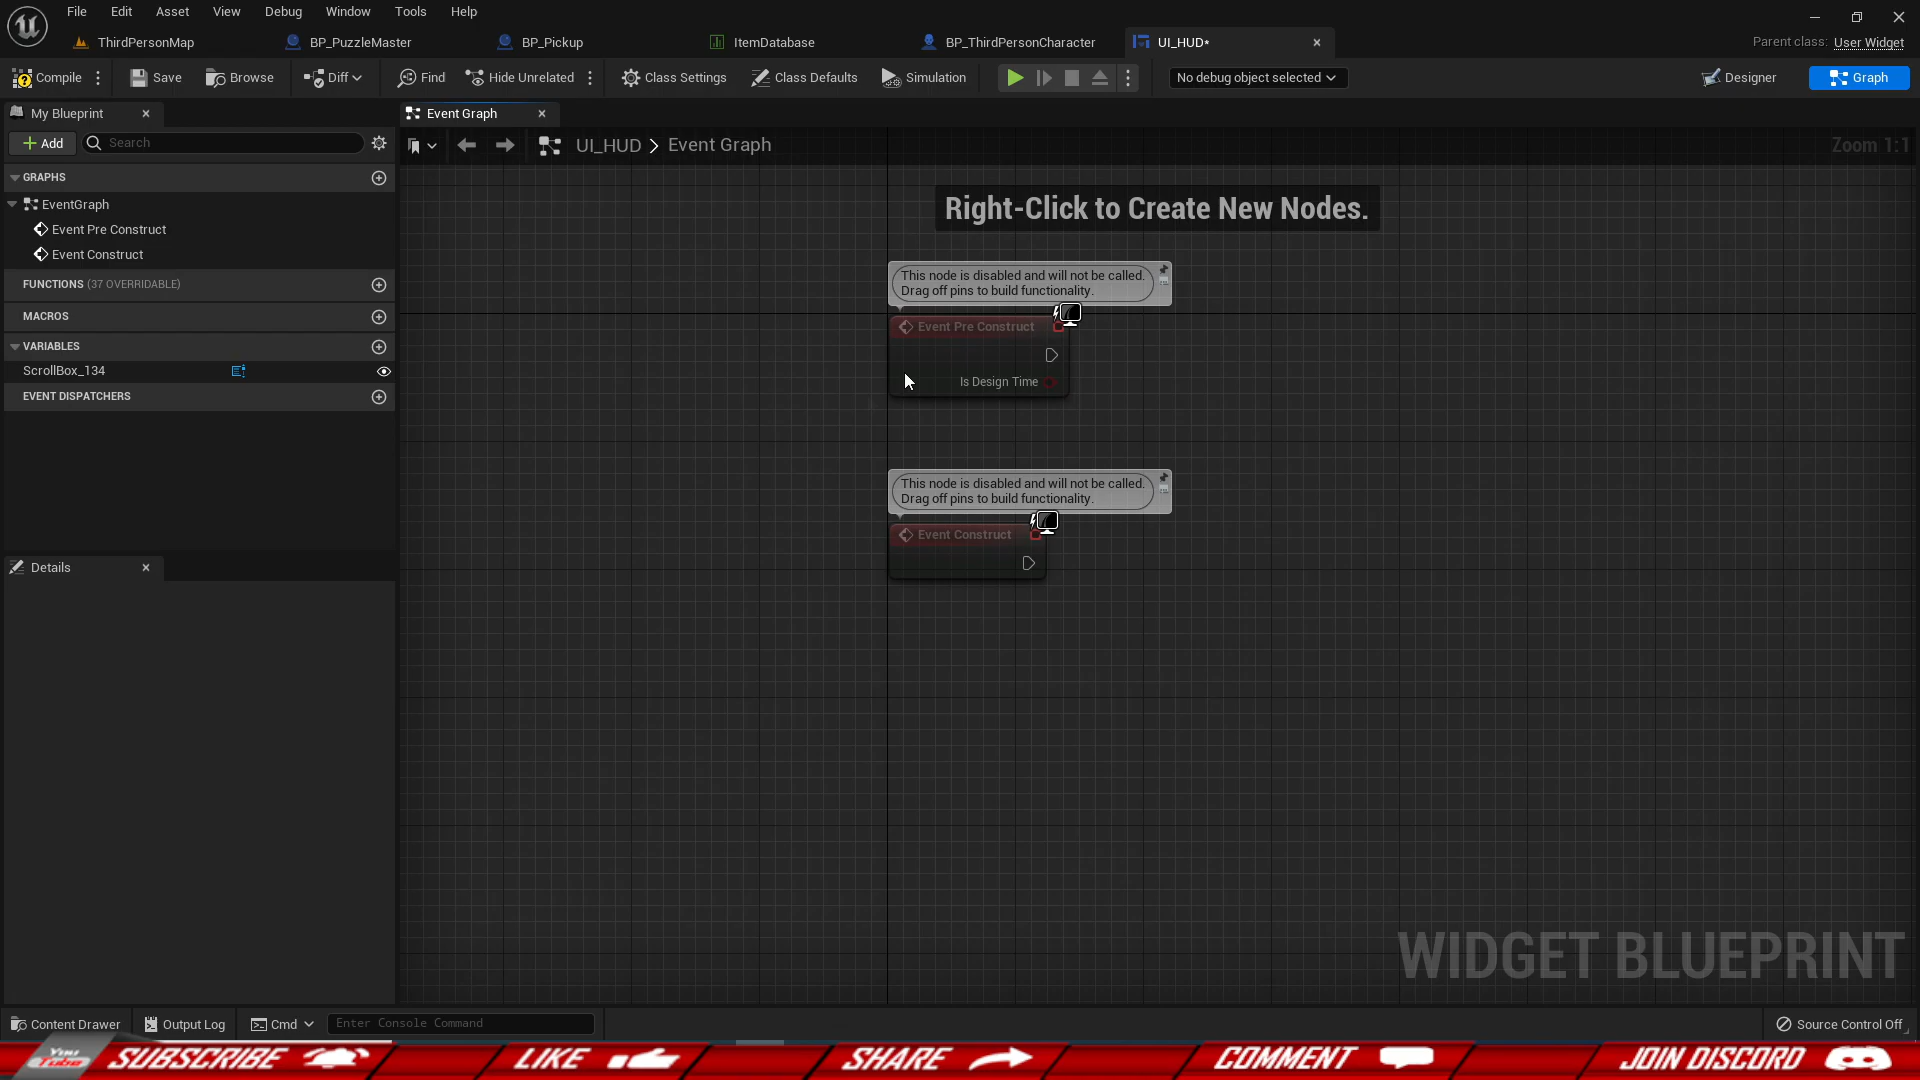 File Edit Asset View Debug Window Tools Help
ThirdPersonMap BP_PuzzleMaster BP_Pickup ItemDatabase BP_ThirdPersonCharacter UI_HUD* Parent class: User Widget
Compile Save Browse Diff Find Hide Unrelated Class Settings Class Defaults Simulation No debug object selected Designer Graph
My Blueprint Event Graph
Add Search UI_HUD > Event Graph Zoom 1:1
GRAPHS
EventGraph
Event Pre Construct
Event Construct
FUNCTIONS (37 OVERRIDABLE)
MACROS
VARIABLES
ScrollBox_134
EVENT DISPATCHERS
Details
Right-Click to Create New Nodes.
This node is disabled and will not be called.
Drag off pins to build functionality.
Event Pre Construct
Is Design Time
This node is disabled and will not be called.
Drag off pins to build functionality.
Event Construct
WIDGET BLUEPRINT
Content Drawer Output Log Cmd Enter Console Command Source Control Off
You Tube SUBSCRIBE LIKE SHARE COMMENT JOIN DISCORD